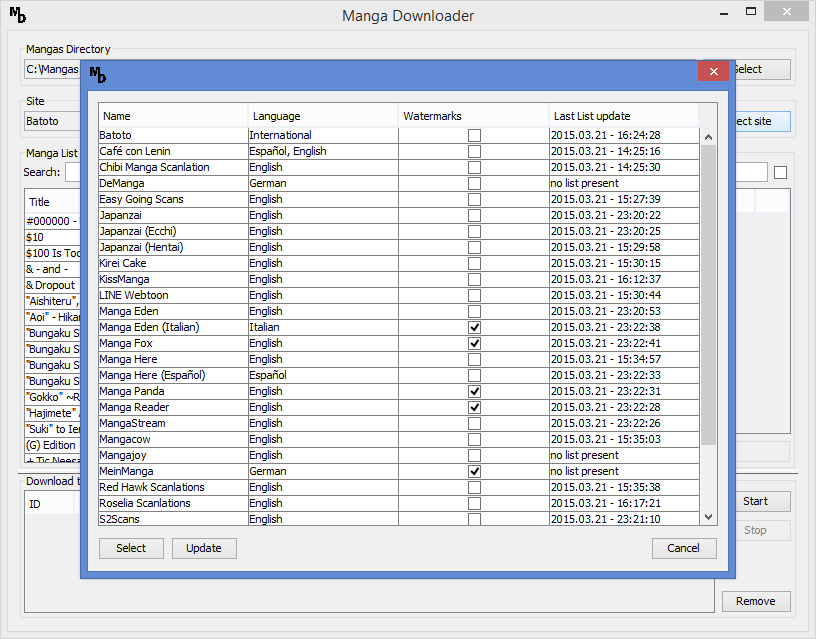 MD
Manga Downloader
Mangas Directory
C:\Mangas
Select
Site
Batoto
Manga List
Search:
Title
#000000 -
$10
$100 Is Too
& - and -
& Dropout
"Aishiteru",
"Aoi" - Hikar
"Bungaku S
"Bungaku S
"Bungaku S
"Bungaku S
"Gokko" ~R
"Hajimete"
"Suki" to Ien
(G) Edition
Download t
ID
Start
Stop
Remove
MD
Name Language Watermarks Last List update
Batoto International 2015.03.21 - 16:24:28
Café con Lenin Español, English 2015.03.21 - 14:25:16
Chibi Manga Scanlation English 2015.03.21 - 14:25:30
DeManga German no list present
Easy Going Scans English 2015.03.21 - 15:27:39
Japanzai English 2015.03.21 - 23:20:22
Japanzai (Ecchi) English 2015.03.21 - 23:20:25
Japanzai (Hentai) English 2015.03.21 - 15:29:58
Kirei Cake English 2015.03.21 - 15:30:15
KissManga English 2015.03.21 - 16:12:37
LINE Webtoon English 2015.03.21 - 15:30:44
Manga Eden English 2015.03.21 - 23:20:53
Manga Eden (Italian) Italian 2015.03.21 - 23:22:38
Manga Fox English 2015.03.21 - 23:22:41
Manga Here English 2015.03.21 - 15:34:57
Manga Here (Español) Español 2015.03.21 - 23:22:33
Manga Panda English 2015.03.21 - 23:22:31
Manga Reader English 2015.03.21 - 23:22:28
MangaStream English 2015.03.21 - 23:22:26
Mangacow English 2015.03.21 - 15:35:03
Mangajoy English no list present
MeinManga German no list present
Red Hawk Scanlations English 2015.03.21 - 15:35:38
Roselia Scanlations English 2015.03.21 - 16:17:21
S2Scans English 2015.03.21 - 23:21:10
Select Update Cancel
ect site